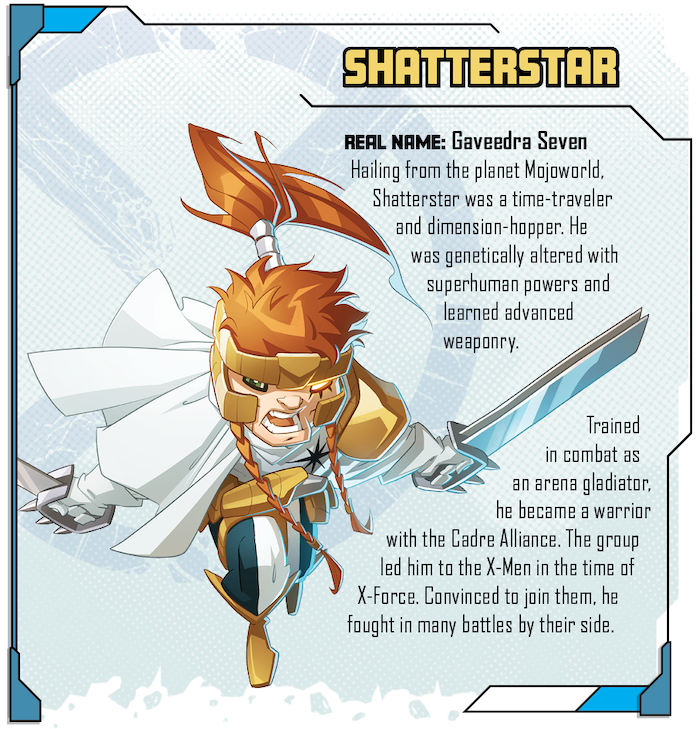 SHATTERSTAR
REAL NAME: Gaveedra Seven
Hailing from the planet Mojoworld,
Shatterstar was a time-traveler
and dimension-hopper. He
was genetically altered with
superhuman powers and
learned advanced
weaponry.
Trained
in combat as
an arena gladiator,
he became a warrior
with the Cadre Alliance. The group
led him to the X-Men in the time of
X-Force. Convinced to join them, he
fought in many battles by their side.